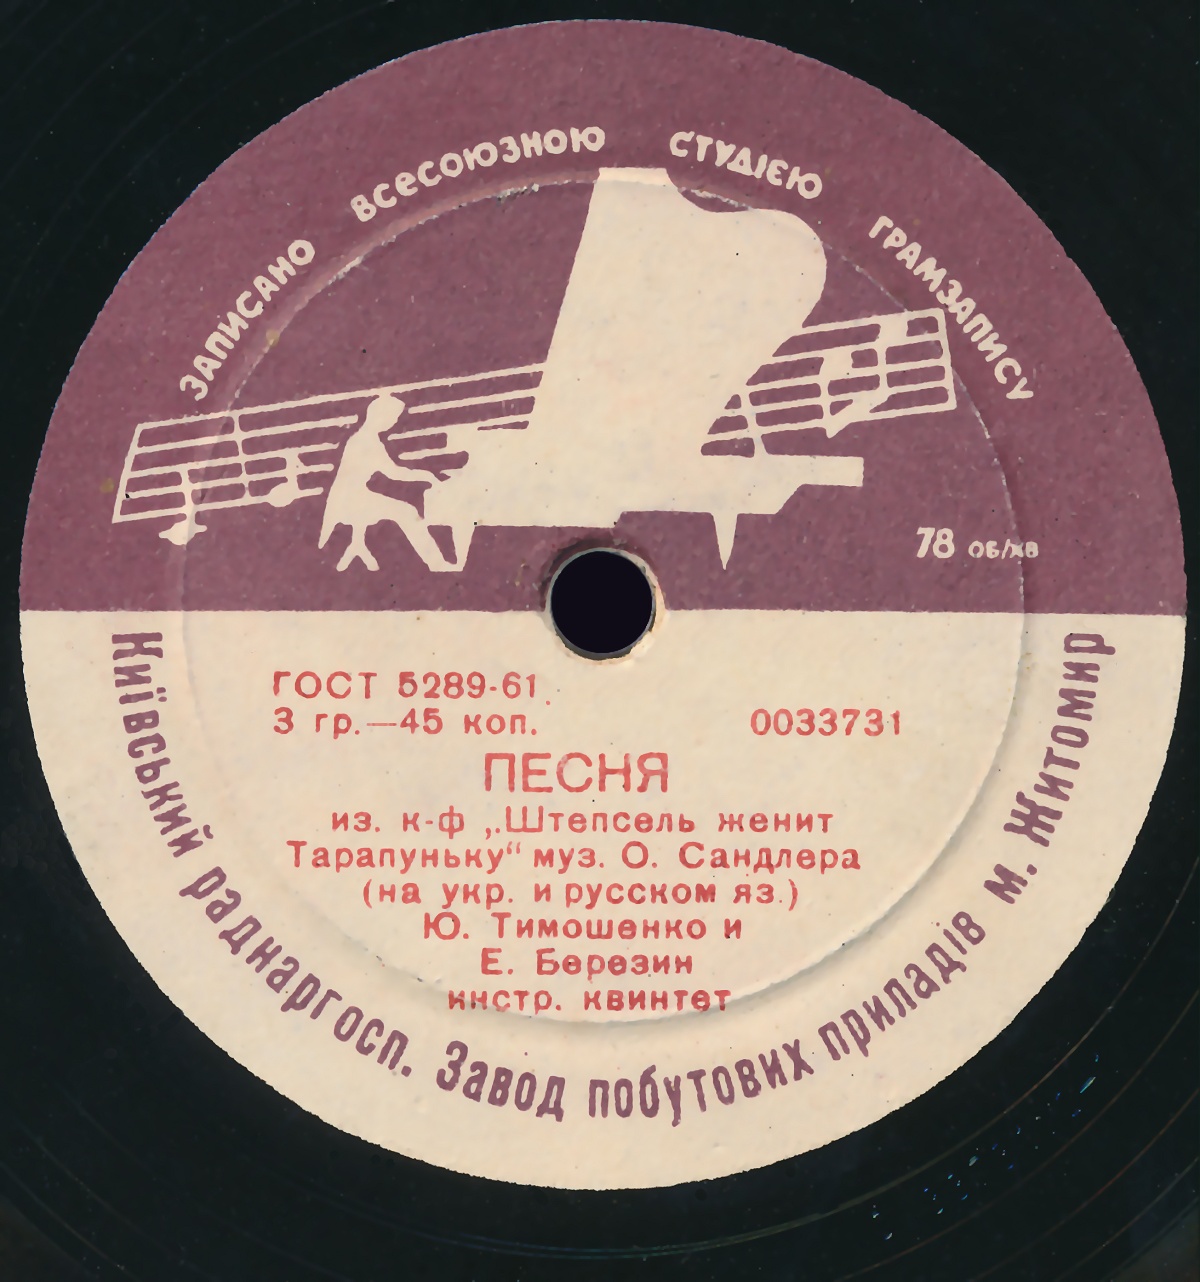 ЗАПИСАНО ВСЕСОЮЗНОЮ СТУДІЄЮ ГРАМЗАПИСУ
78 ОБ/ХВ
ГОСТ 5289-61
3 гр.—45 коп.
0033731
ПЕСНЯ
из. к-ф „Штепсель женит
Тарапуньку“ муз. О. Сандлера
(на укр. и русском яз.)
Ю. Тимошенко и
Е. Березин
инстр. квинтет
Київський раднаргосп. Завод побутових приладів м. Житомир